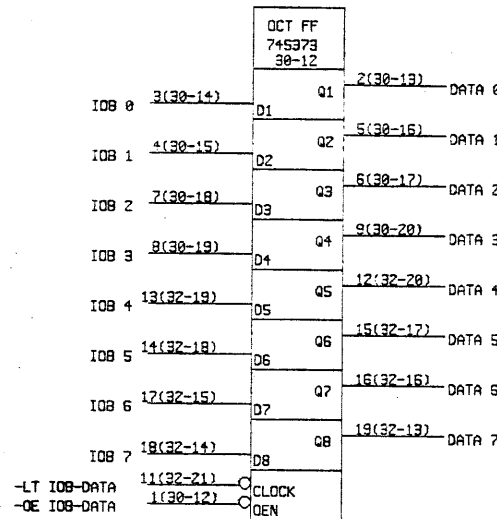 OCT FF
74S373
30-12
IOB 0 3(30-14) D1 Q1 2(30-13) DATA 0
IOB 1 4(30-15) D2 Q2 5(30-16) DATA 1
IOB 2 7(30-18) D3 Q3 6(30-17) DATA 2
IOB 3 8(30-19) D4 Q4 9(30-20) DATA 3
IOB 4 13(32-19) D5 Q5 12(32-20) DATA 4
IOB 5 14(32-18) D6 Q6 15(32-17) DATA 5
IOB 6 17(32-15) D7 Q7 16(32-16) DATA 6
IOB 7 18(32-14) D8 Q8 19(32-13) DATA 7
-LT IOB-DATA 11(32-21) CLOCK
-OE IOB-DATA 1(30-12) OEN